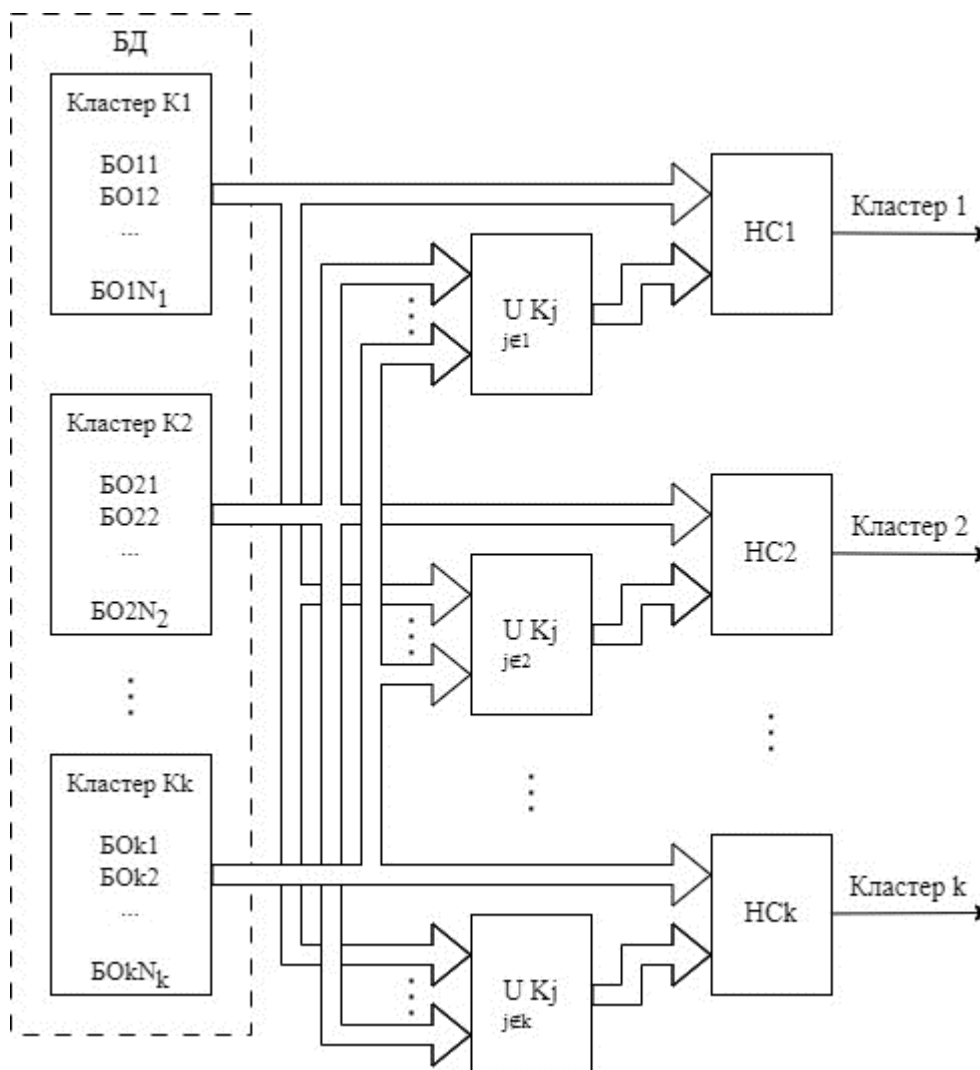 БД
Кластер К1
БО11
БО12
...
БО1N₁
Кластер К2
БО21
БО22
...
БО2N₂
Кластер Kk
БОk1
БОk2
...
БОkNₖ
U Kj
j∉1
U Kj
j∉2
U Kj
j∉k
НС1
НС2
НСk
Кластер 1
Кластер 2
Кластер k